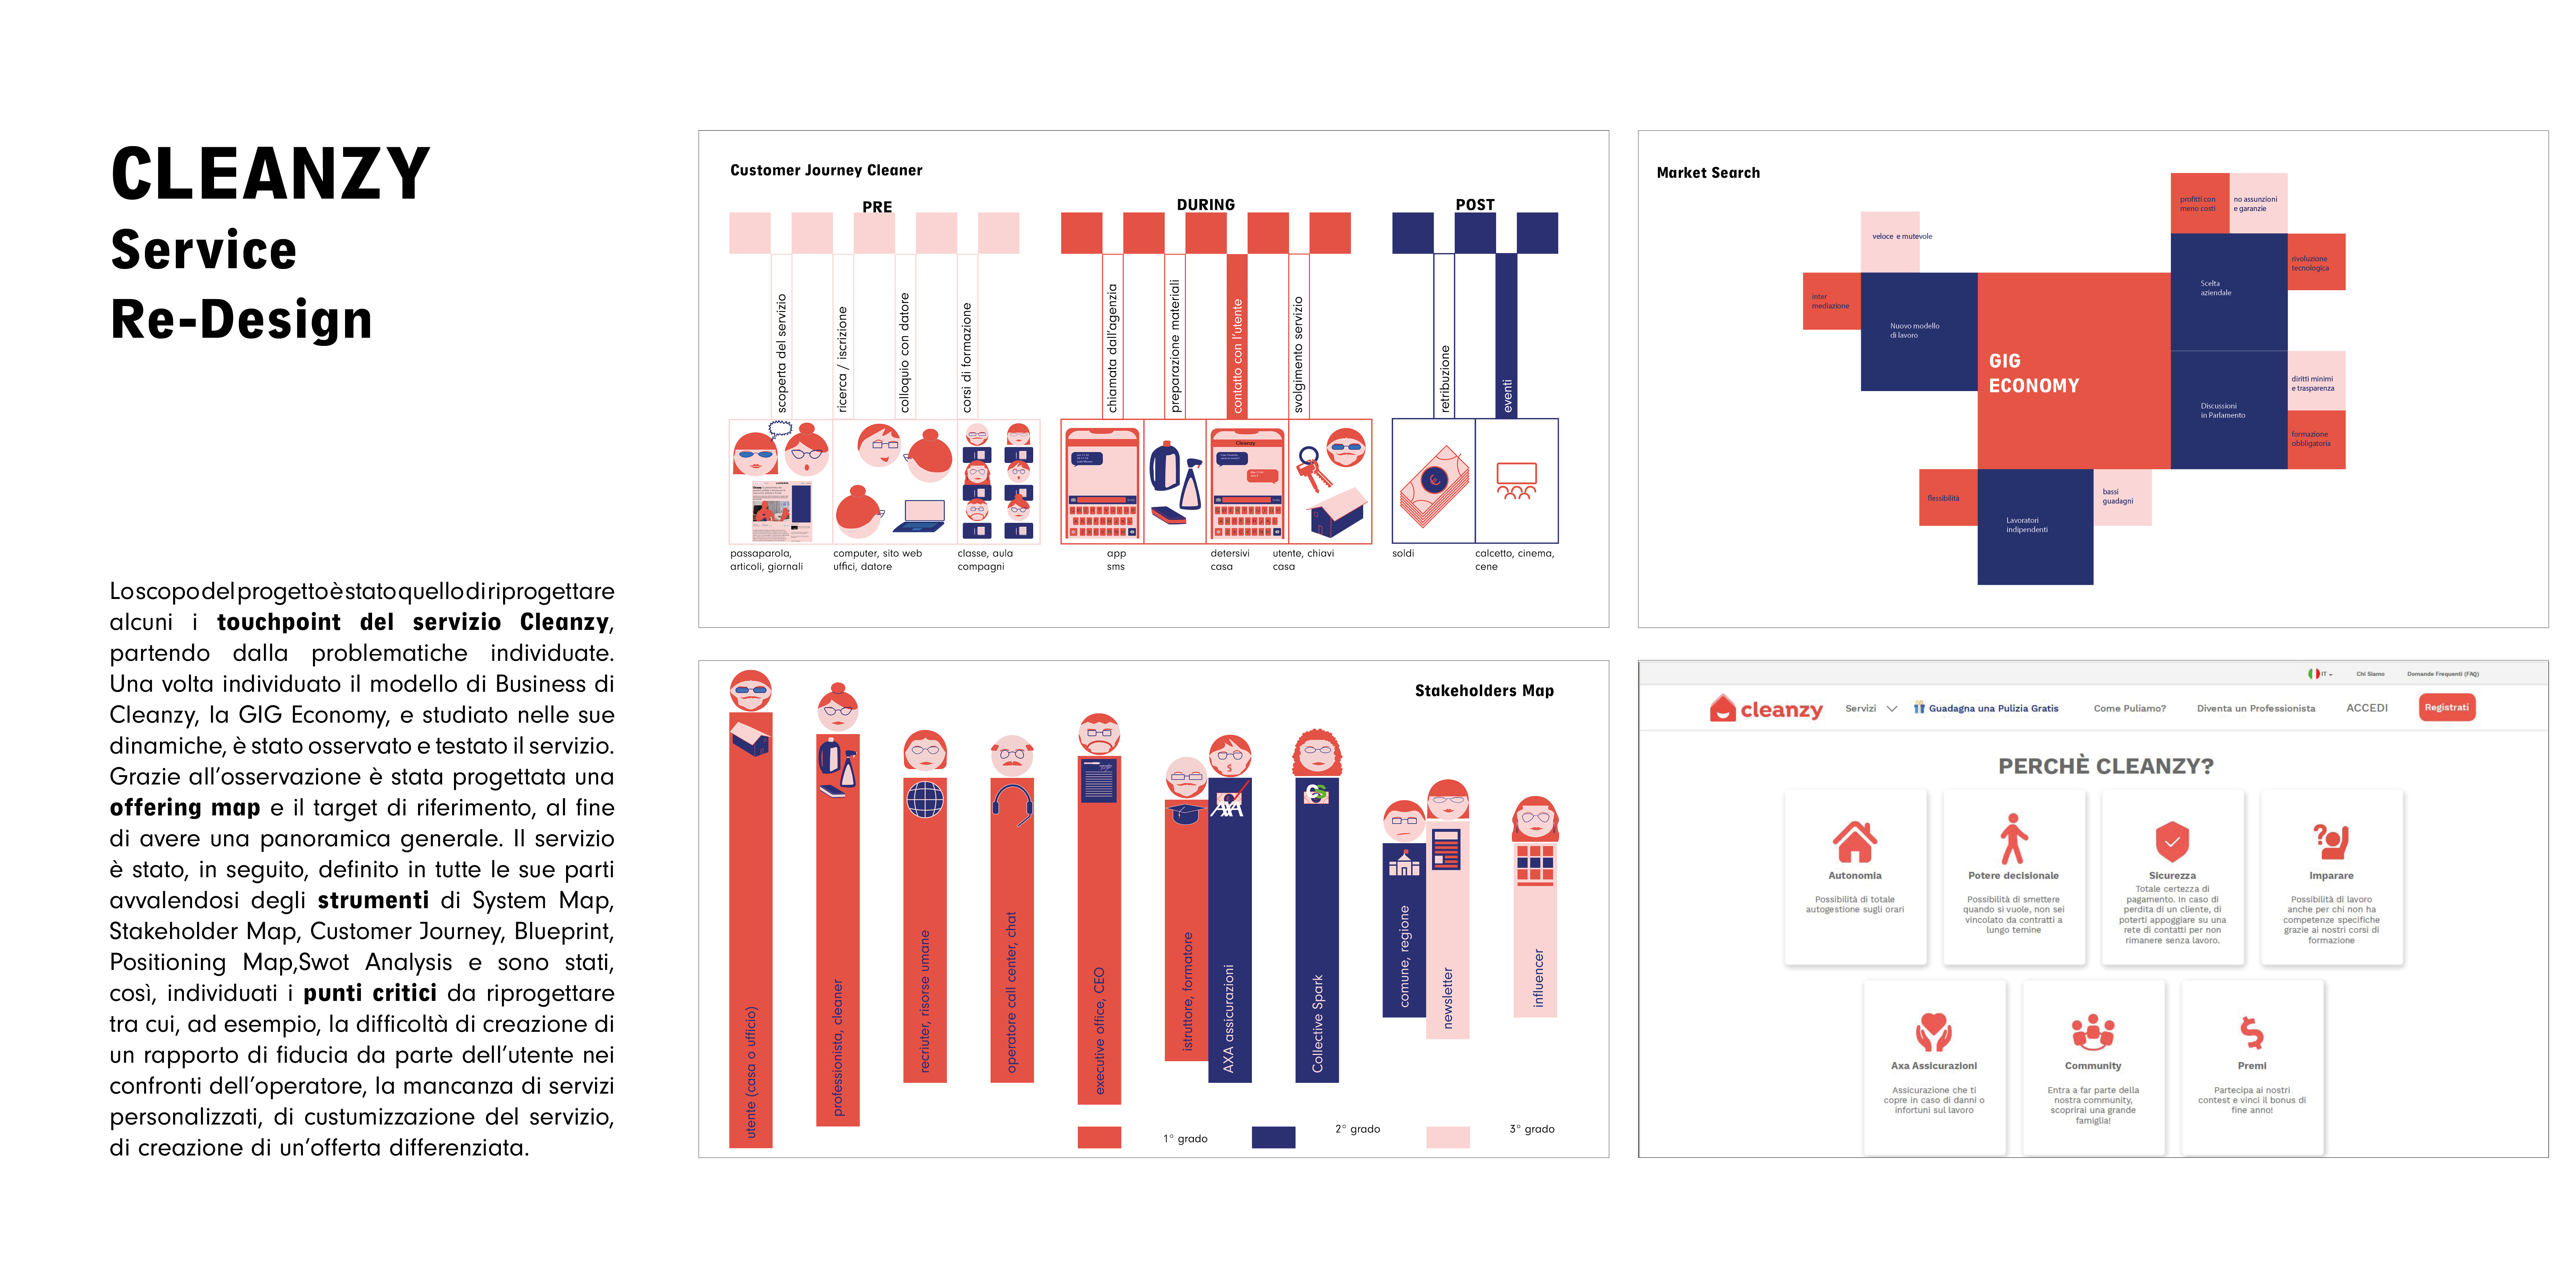 CLEANZY
Service
Re-Design
Lo scopo del progetto è stato quello di riprogettare
alcuni i touchpoint del servizio Cleanzy,
partendo dalla problematiche individuate.
Una volta individuato il modello di Business di
Cleanzy, la GIG Economy, e studiato nelle sue
dinamiche, è stato osservato e testato il servizio.
Grazie all'osservazione è stata progettata una
offering map e il target di riferimento, al fine
di avere una panoramica generale. Il servizio
è stato, in seguito, definito in tutte le sue parti
avvalendosi degli strumenti di System Map,
Stakeholder Map, Customer Journey, Blueprint,
Positioning Map,Swot Analysis e sono stati,
così, individuati i punti critici da riprogettare
tra cui, ad esempio, la difficoltà di creazione di
un rapporto di fiducia da parte dell'utente nei
confronti dell'operatore, la mancanza di servizi
personalizzati, di custumizzazione del servizio,
di creazione di un'offerta differenziata.
Customer Journey Cleaner
PRE
DURING
POST
scoperta del servizio
ricerca / iscrizione
colloquio con datore
corsi di formazione
chiamata dall'agenzia
preparazione materiali
contatto con l'utente
svolgimento servizio
retribuzione
eventi
Cleanzy
passaparola,
articoli, giornali
computer, sito web
uffici, datore
classe, aula
compagni
app
sms
detersivi
casa
utente, chiavi
casa
soldi
calcetto, cinema,
cene
Market Search
profitti con
meno costi
no assunzioni
e garanzie
veloce e mutevole
rivoluzione
tecnologica
Scelta
aziendale
inter
mediazione
Nuovo modello
di lavoro
GIG
ECONOMY
diritti minimi
e trasparenza
Discussioni
in Parlamento
formazione
obbligatoria
flessibilità
bassi
guadagni
Lavoratori
indipendenti
Stakeholders Map
utente (casa o ufficio)
professionista, cleaner
recriuter, risorse umane
operatore call center, chat
executive office, CEO
istruttore, formatore
AXA
AXA assicurazioni
CS
Collective Spark
comune, regione
newsletter
influencer
1° grado
2° grado
3° grado
IT
Chi Siamo
Domande Frequenti (FAQ)
cleanzy
Servizi
Guadagna una Pulizia Gratis
Come Puliamo?
Diventa un Professionista
ACCEDI
Registrati
PERCHÈ CLEANZY?
Autonomia
Possibilità di totale
autogestione sugli orari
Potere decisionale
Possibilità di smettere
quando si vuole, non sei
vincolato da contratti a
lungo temine
Sicurezza
Totale certezza di
pagamento. In caso di
perdita di un cliente, di
poterti appoggiare su una
rete di contatti per non
rimanere senza lavoro.
Imparare
Possibilità di lavoro
anche per chi non ha
competenze specifiche
grazie ai nostri corsi di
formazione
Axa Assicurazioni
Assicurazione che ti
copre in caso di danni o
infortuni sul lavoro
Community
Entra a far parte della
nostra community,
scoprirai una grande
famiglia!
Premi
Partecipa ai nostri
contest e vinci il bonus di
fine anno!